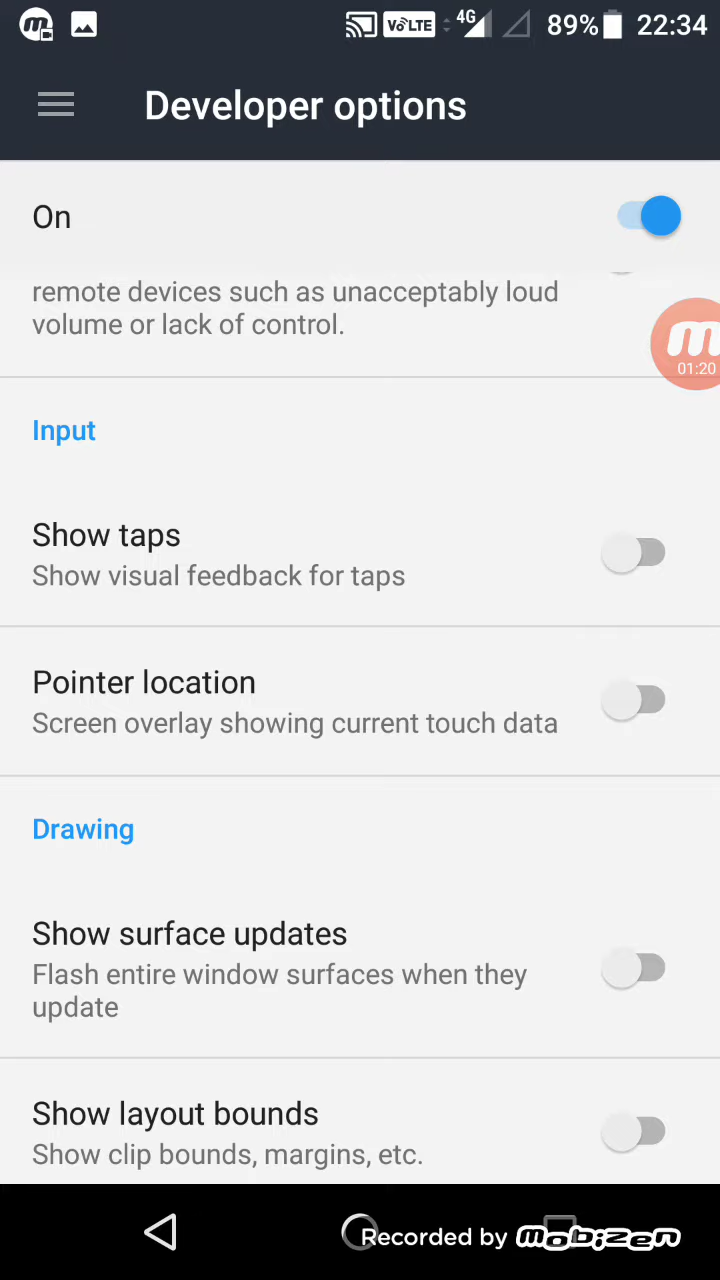 VoLTE 4G 89% 22:34
Developer options
On
remote devices such as unacceptably loud
volume or lack of control.
m
01:20
Input
Show taps
Show visual feedback for taps
Pointer location
Screen overlay showing current touch data
Drawing
Show surface updates
Flash entire window surfaces when they
update
Show layout bounds
Show clip bounds, margins, etc.
Recorded by mobizen